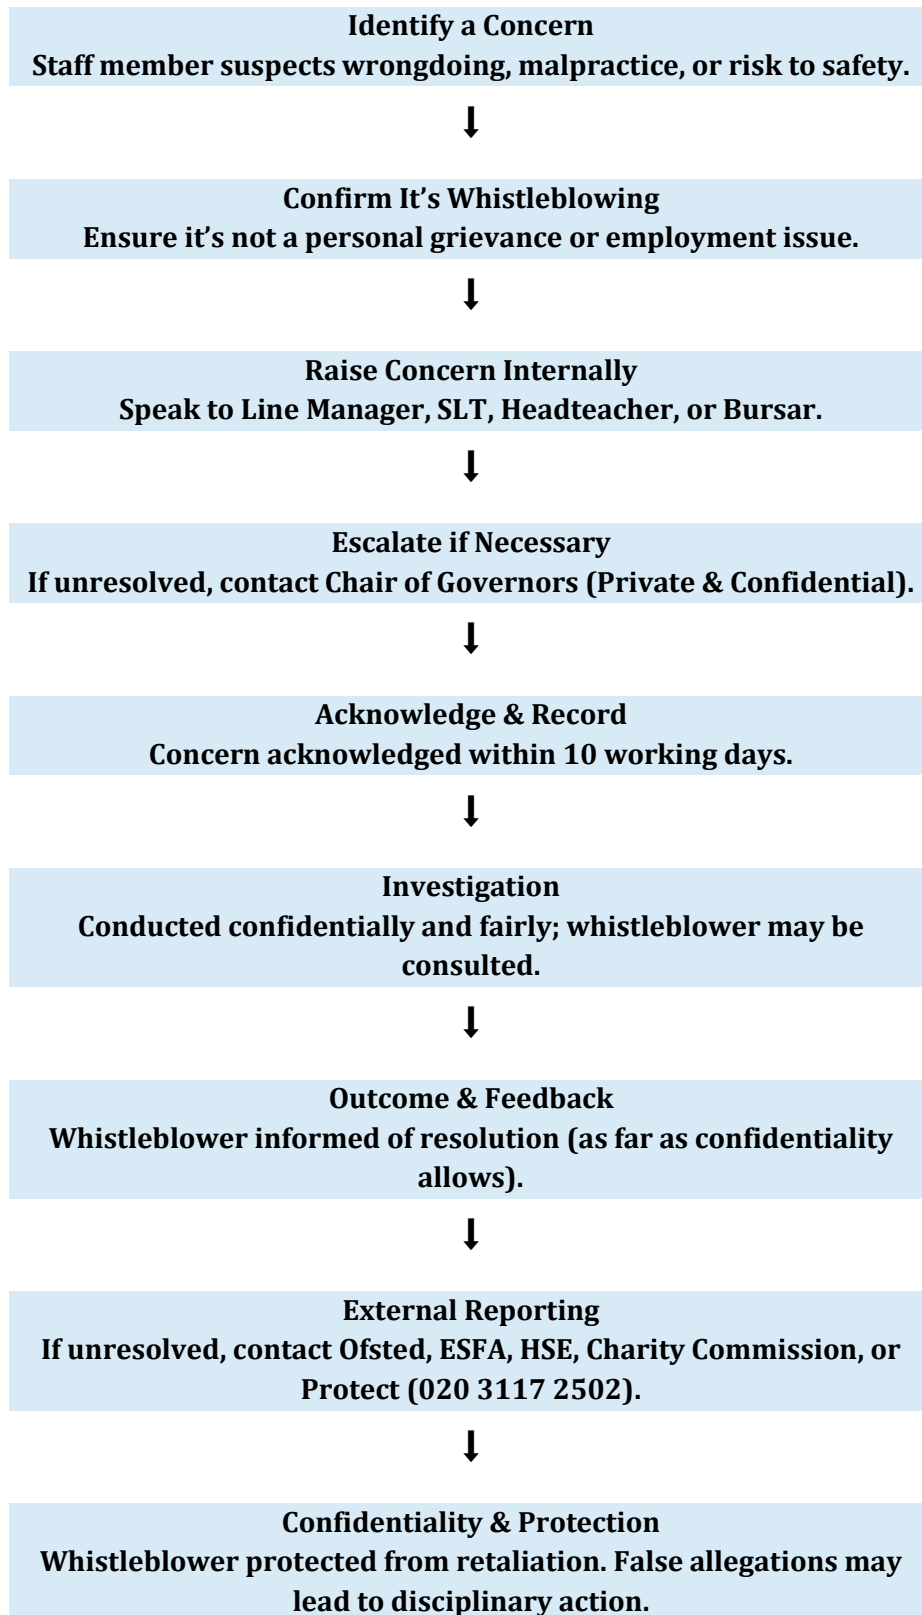 Identify a Concern
Staff member suspects wrongdoing, malpractice, or risk to safety.
Confirm It’s Whistleblowing
Ensure it’s not a personal grievance or employment issue.
Raise Concern Internally
Speak to Line Manager, SLT, Headteacher, or Bursar.
Escalate if Necessary
If unresolved, contact Chair of Governors (Private & Confidential).
Acknowledge & Record
Concern acknowledged within 10 working days.
Investigation
Conducted confidentially and fairly; whistleblower may be
consulted.
Outcome & Feedback
Whistleblower informed of resolution (as far as confidentiality
allows).
External Reporting
If unresolved, contact Ofsted, ESFA, HSE, Charity Commission, or
Protect (020 3117 2502).
Confidentiality & Protection
Whistleblower protected from retaliation. False allegations may
lead to disciplinary action.